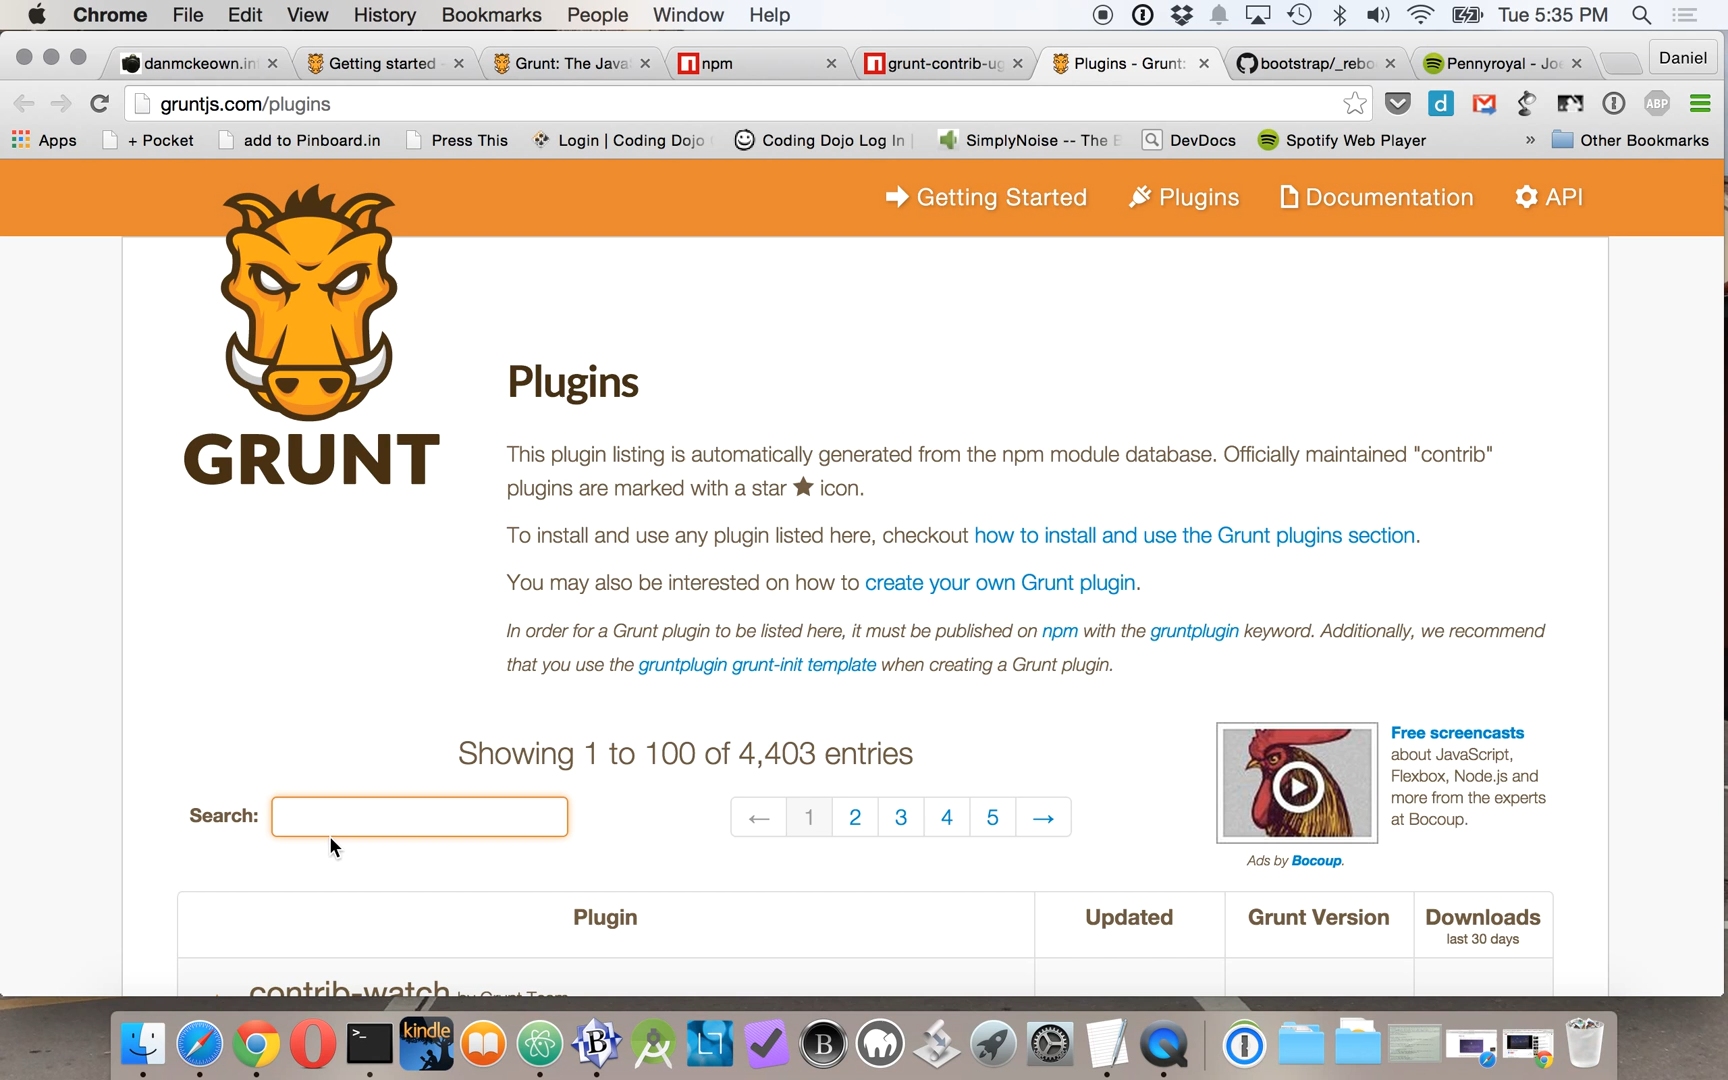 Chrome File Edit View History Bookmarks People Window Help Tue 5:35 PM
danmckeown.in Getting started - Grunt: The Java npm grunt-contrib-ug Plugins - Grunt: bootstrap/_rebo Pennyroyal - Joe Daniel
gruntjs.com/plugins d ABP
Apps + Pocket add to Pinboard.in Press This Login | Coding Dojo Coding Dojo Log In | SimplyNoise -- The DevDocs Spotify Web Player » Other Bookmarks
Getting Started Plugins Documentation API
GRUNT
Plugins
This plugin listing is automatically generated from the npm module database. Officially maintained "contrib"
plugins are marked with a star ★ icon.
To install and use any plugin listed here, checkout how to install and use the Grunt plugins section.
You may also be interested on how to create your own Grunt plugin.
In order for a Grunt plugin to be listed here, it must be published on npm with the gruntplugin keyword. Additionally, we recommend
that you use the gruntplugin grunt-init template when creating a Grunt plugin.
Showing 1 to 100 of 4,403 entries
Search:
← 1 2 3 4 5 →
Free screencasts
about JavaScript,
Flexbox, Node.js and
more from the experts
at Bocoup.
Ads by Bocoup.
Plugin Updated Grunt Version Downloads
last 30 days
contrib-watch by Grunt Team
kindle